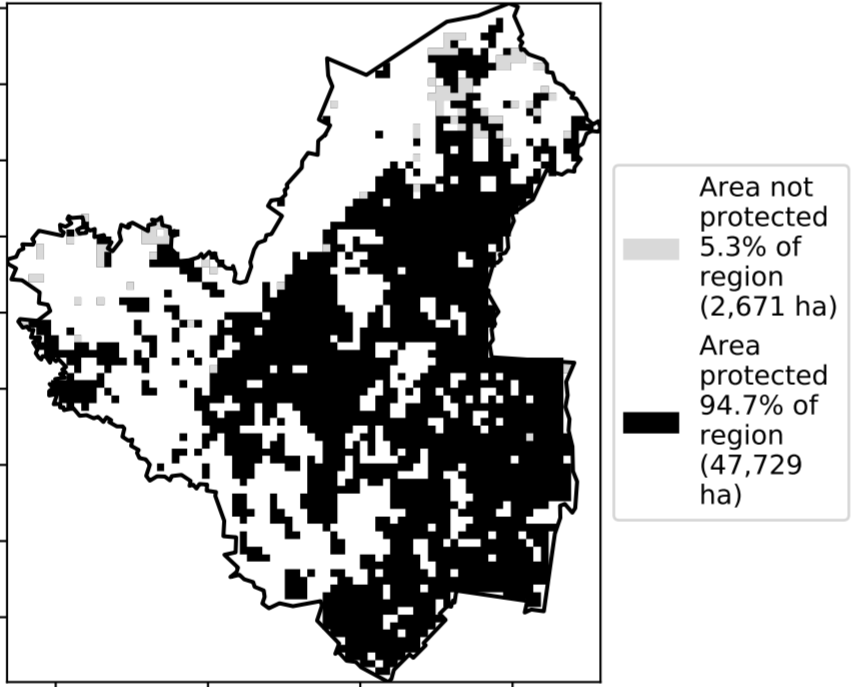 Area not
protected
5.3% of
region
(2,671 ha)
Area
protected
94.7% of
region
(47,729
ha)